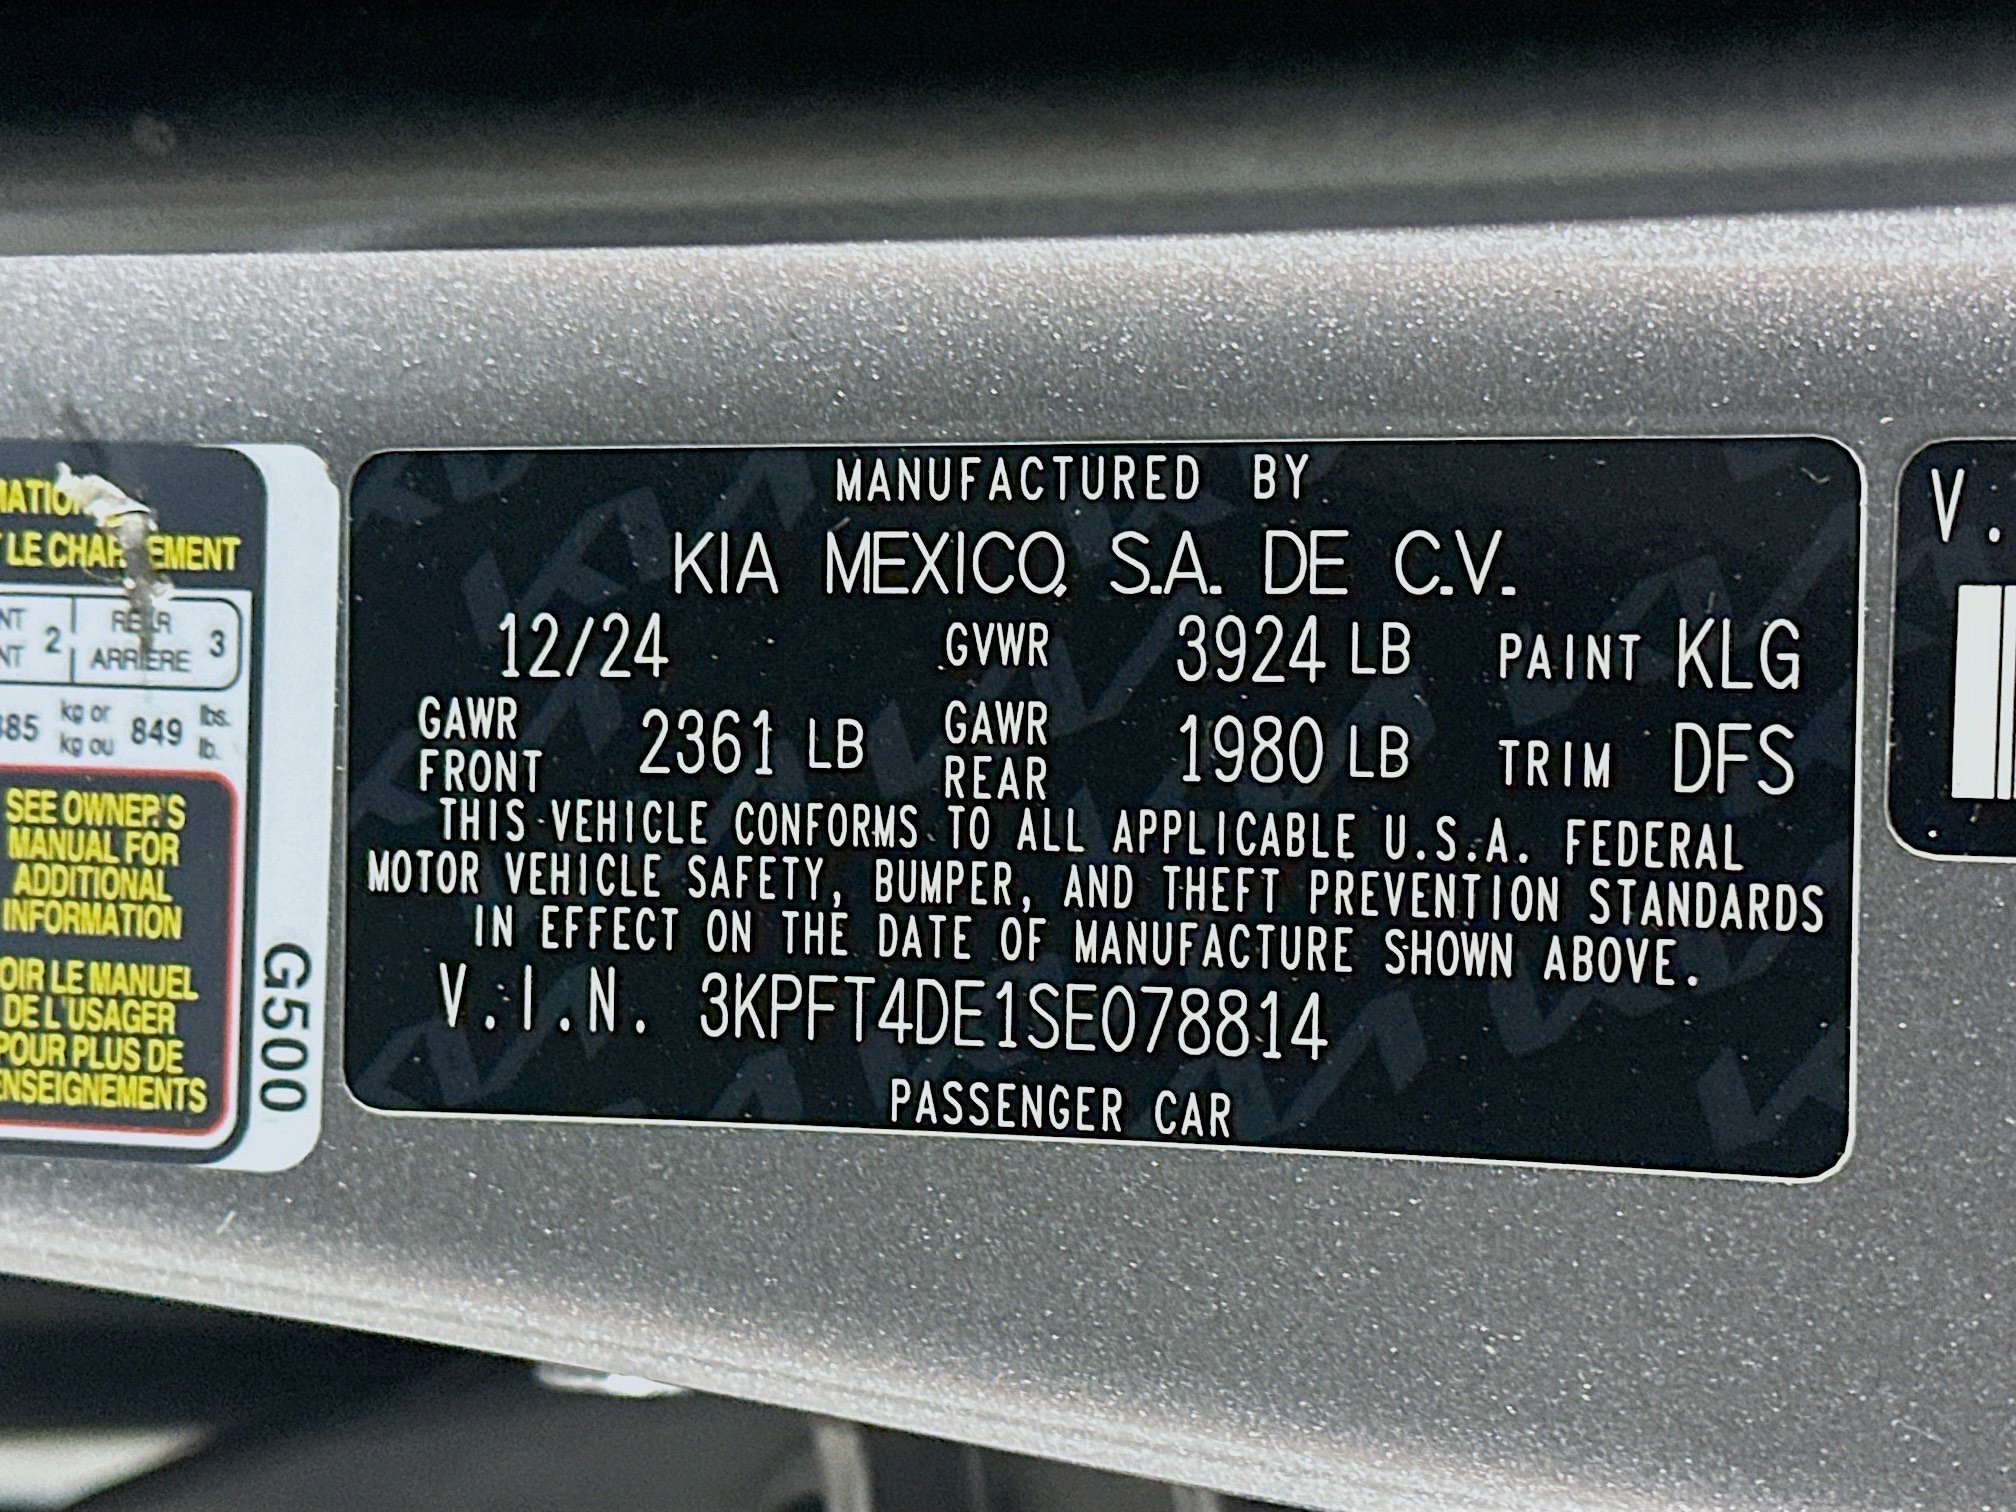 LE CHARGEMENT
2 REAR 3
ARRIERE
kg or 849 lbs.
kg ou lb.
SEE OWNER'S
MANUAL FOR
ADDITIONAL
INFORMATION
LE MANUEL
DE L'USAGER
POUR PLUS DE
G500
MANUFACTURED BY
KIA MEXICO, S.A. DE C.V.
12/24 GVWR 3924 LB PAINT KLG
GAWR FRONT 2361 LB GAWR REAR 1980 LB TRIM DFS
THIS VEHICLE CONFORMS TO ALL APPLICABLE U.S.A. FEDERAL
MOTOR VEHICLE SAFETY, BUMPER, AND THEFT PREVENTION STANDARDS
IN EFFECT ON THE DATE OF MANUFACTURE SHOWN ABOVE.
V.I.N. 3KPFT4DE1SE078814
PASSENGER CAR
V.